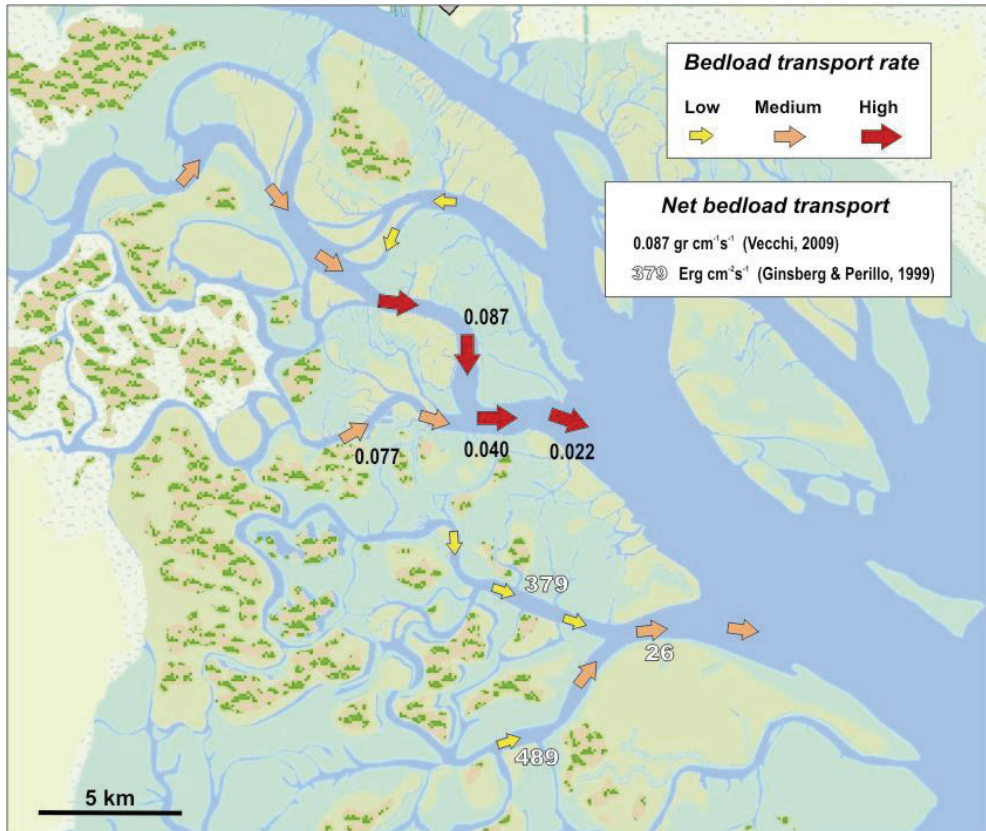 Bedload transport rate
Low Medium High
Net bedload transport
0.087 gr cm⁻¹s⁻¹ (Vecchi, 2009)
379 Erg cm⁻²s⁻¹ (Ginsberg & Perillo, 1999)
0.087
0.077
0.040
0.022
379
26
489
5 km